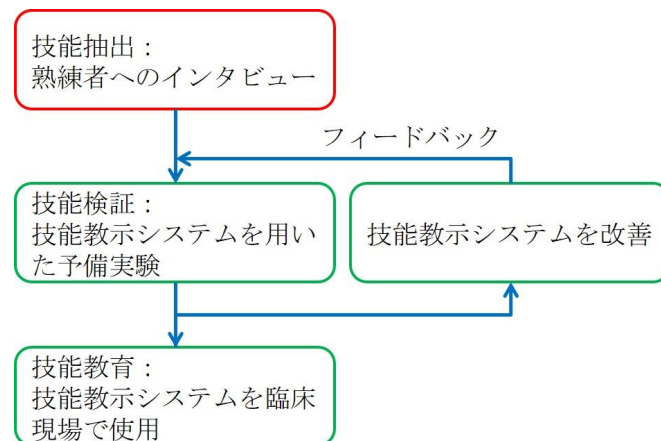 技能抽出：
熟練者へのインタビュー
フィードバック
技能検証：
技能教示システムを用い
た予備実験
技能教示システムを改善
技能教育：
技能教示システムを臨床
現場で使用